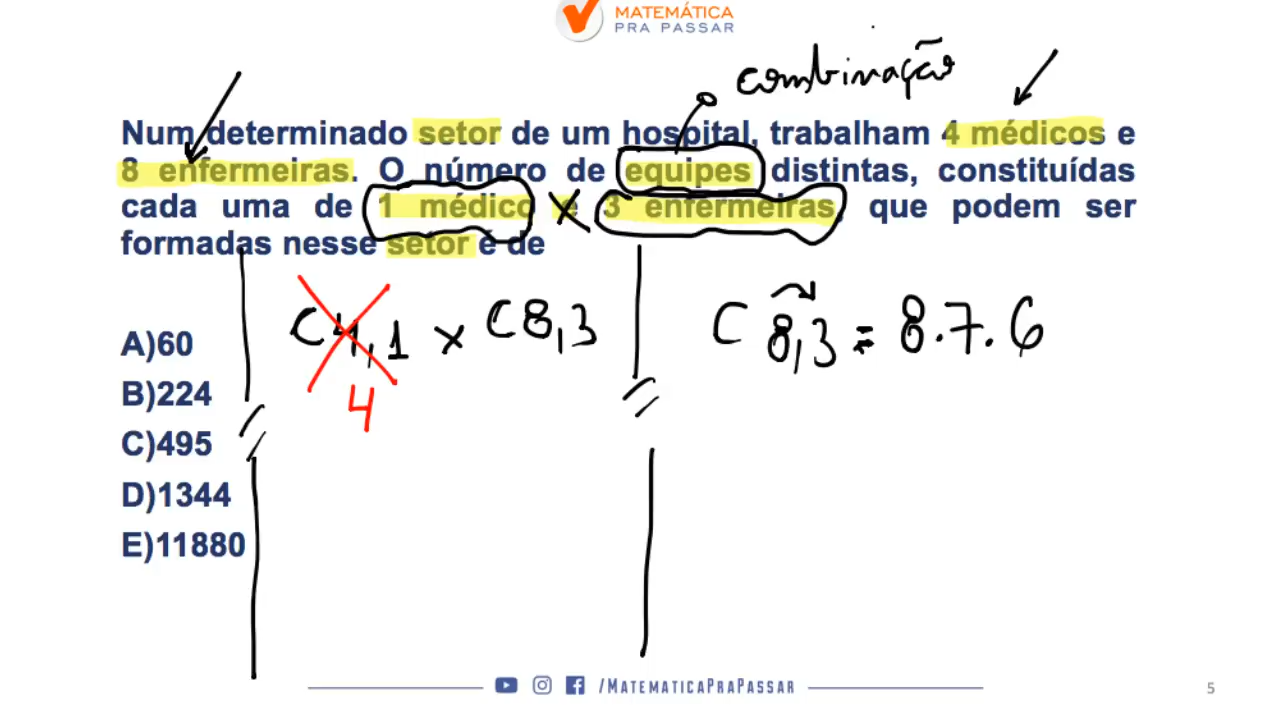 MATEMÁTICA
PRA PASSAR
combinação
Num determinado setor de um hospital, trabalham 4 médicos e
8 enfermeiras. O número de equipes distintas, constituídas
cada uma de 1 médico e × 3 enfermeiras, que podem ser
formadas nesse setor é de
C4,1 × C8,3
4
C 8,3 = 8.7.6
A)60
B)224
C)495
D)1344
E)11880
/MATEMATICAPRAPASSAR
5